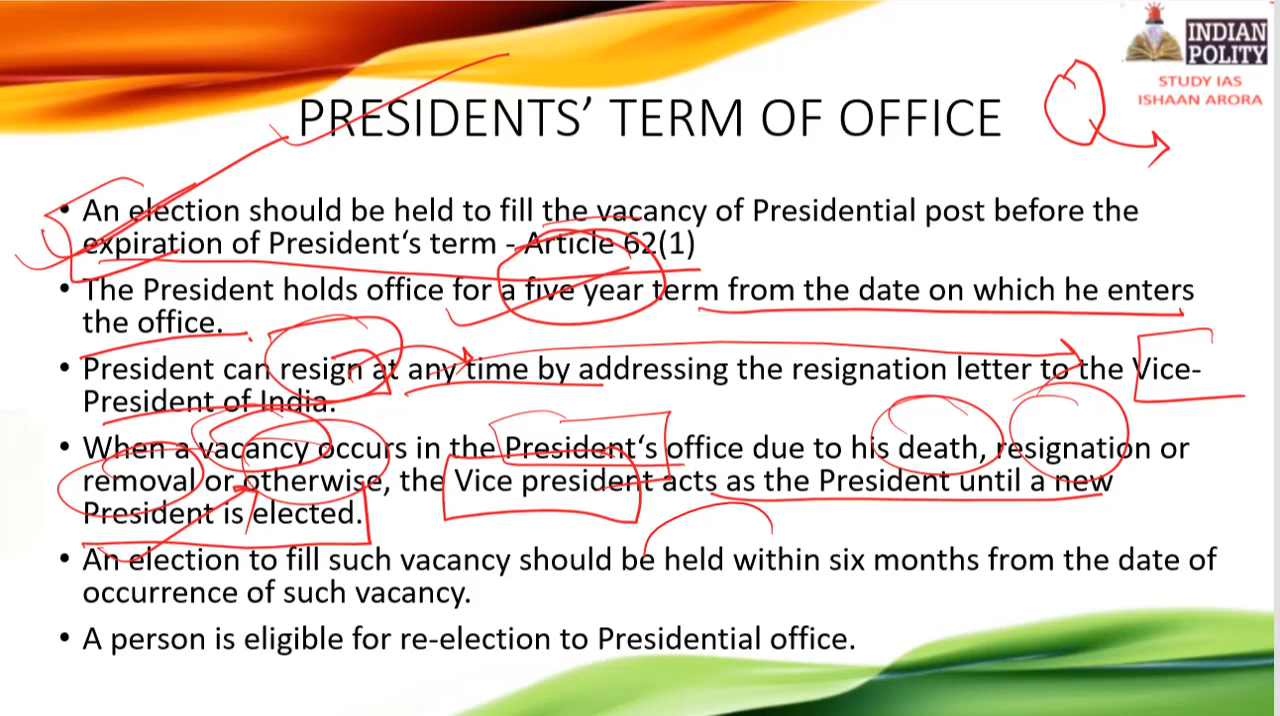 INDIAN
POLITY
STUDY IAS
ISHAAN ARORA
PRESIDENTS’ TERM OF OFFICE
• An election should be held to fill the vacancy of Presidential post before the
expiration of President‘s term - Article 62(1)
• The President holds office for a five year term from the date on which he enters
the office.
• President can resign at any time by addressing the resignation letter to the Vice-
President of India.
• When a vacancy occurs in the President‘s office due to his death, resignation or
removal or otherwise, the Vice president acts as the President until a new
President is elected.
• An election to fill such vacancy should be held within six months from the date of
occurrence of such vacancy.
• A person is eligible for re-election to Presidential office.